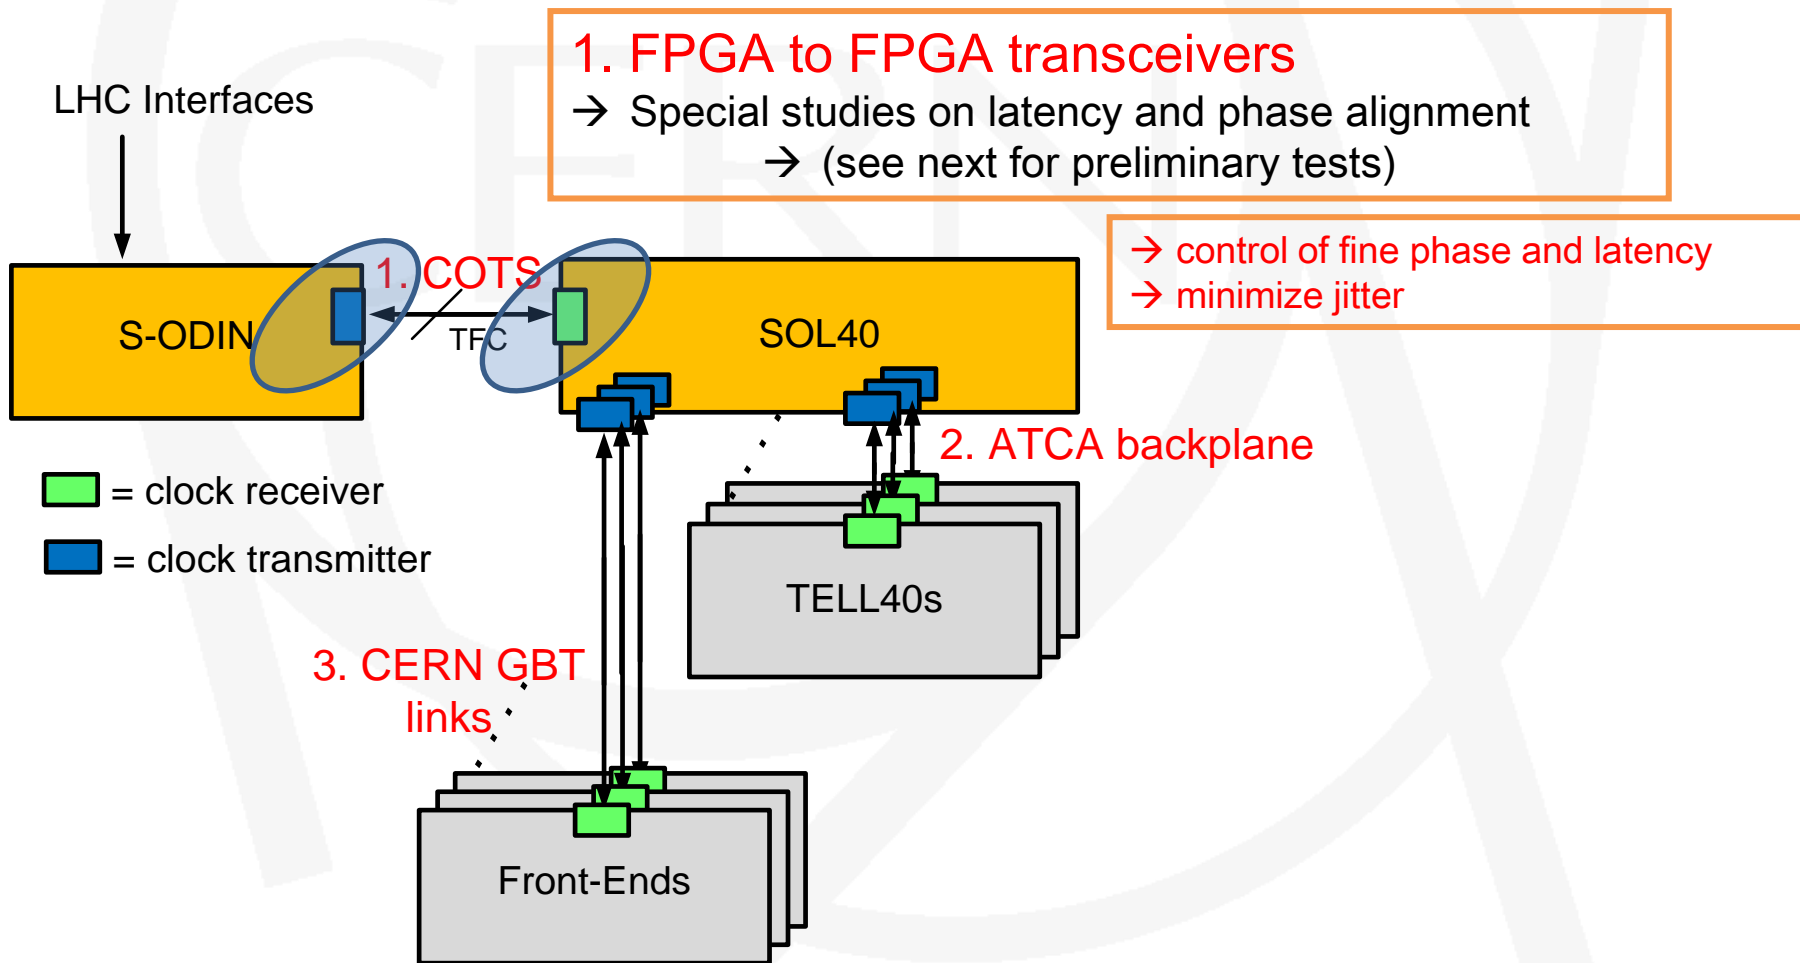 1. FPGA to FPGA transceivers
→ Special studies on latency and phase alignment
→ (see next for preliminary tests)
LHC Interfaces
→ control of fine phase and latency
→ minimize jitter
1. COTS
S-ODIN
TFC
SOL40
2. ATCA backplane
= clock receiver
= clock transmitter
TELL40s
3. CERN GBT
links
Front-Ends
CERN